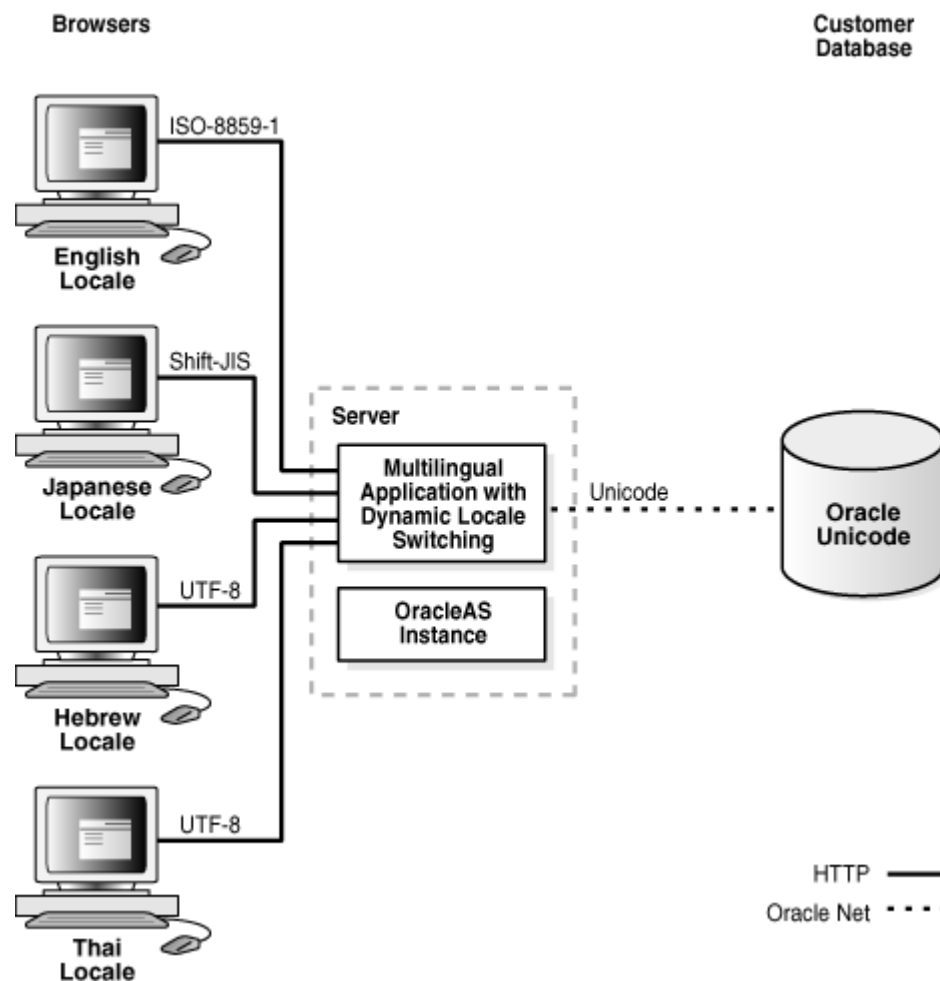 Browsers
Customer
Database
ISO-8859-1
English
Locale
Shift-JIS
Japanese
Locale
Server
Multilingual
Application with
Dynamic Locale
Switching
Unicode
Oracle
Unicode
UTF-8
OracleAS
Instance
Hebrew
Locale
UTF-8
HTTP
Oracle Net
Thai
Locale